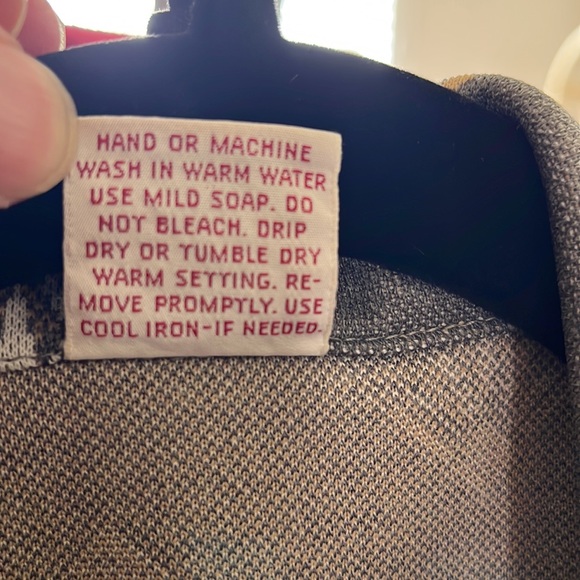 HAND OR MACHINE
WASH IN WARM WATER
USE MILD SOAP. DO
NOT BLEACH. DRIP
DRY OR TUMBLE DRY
WARM SETTING. RE-
MOVE PROMPTLY. USE
COOL IRON-IF NEEDED.